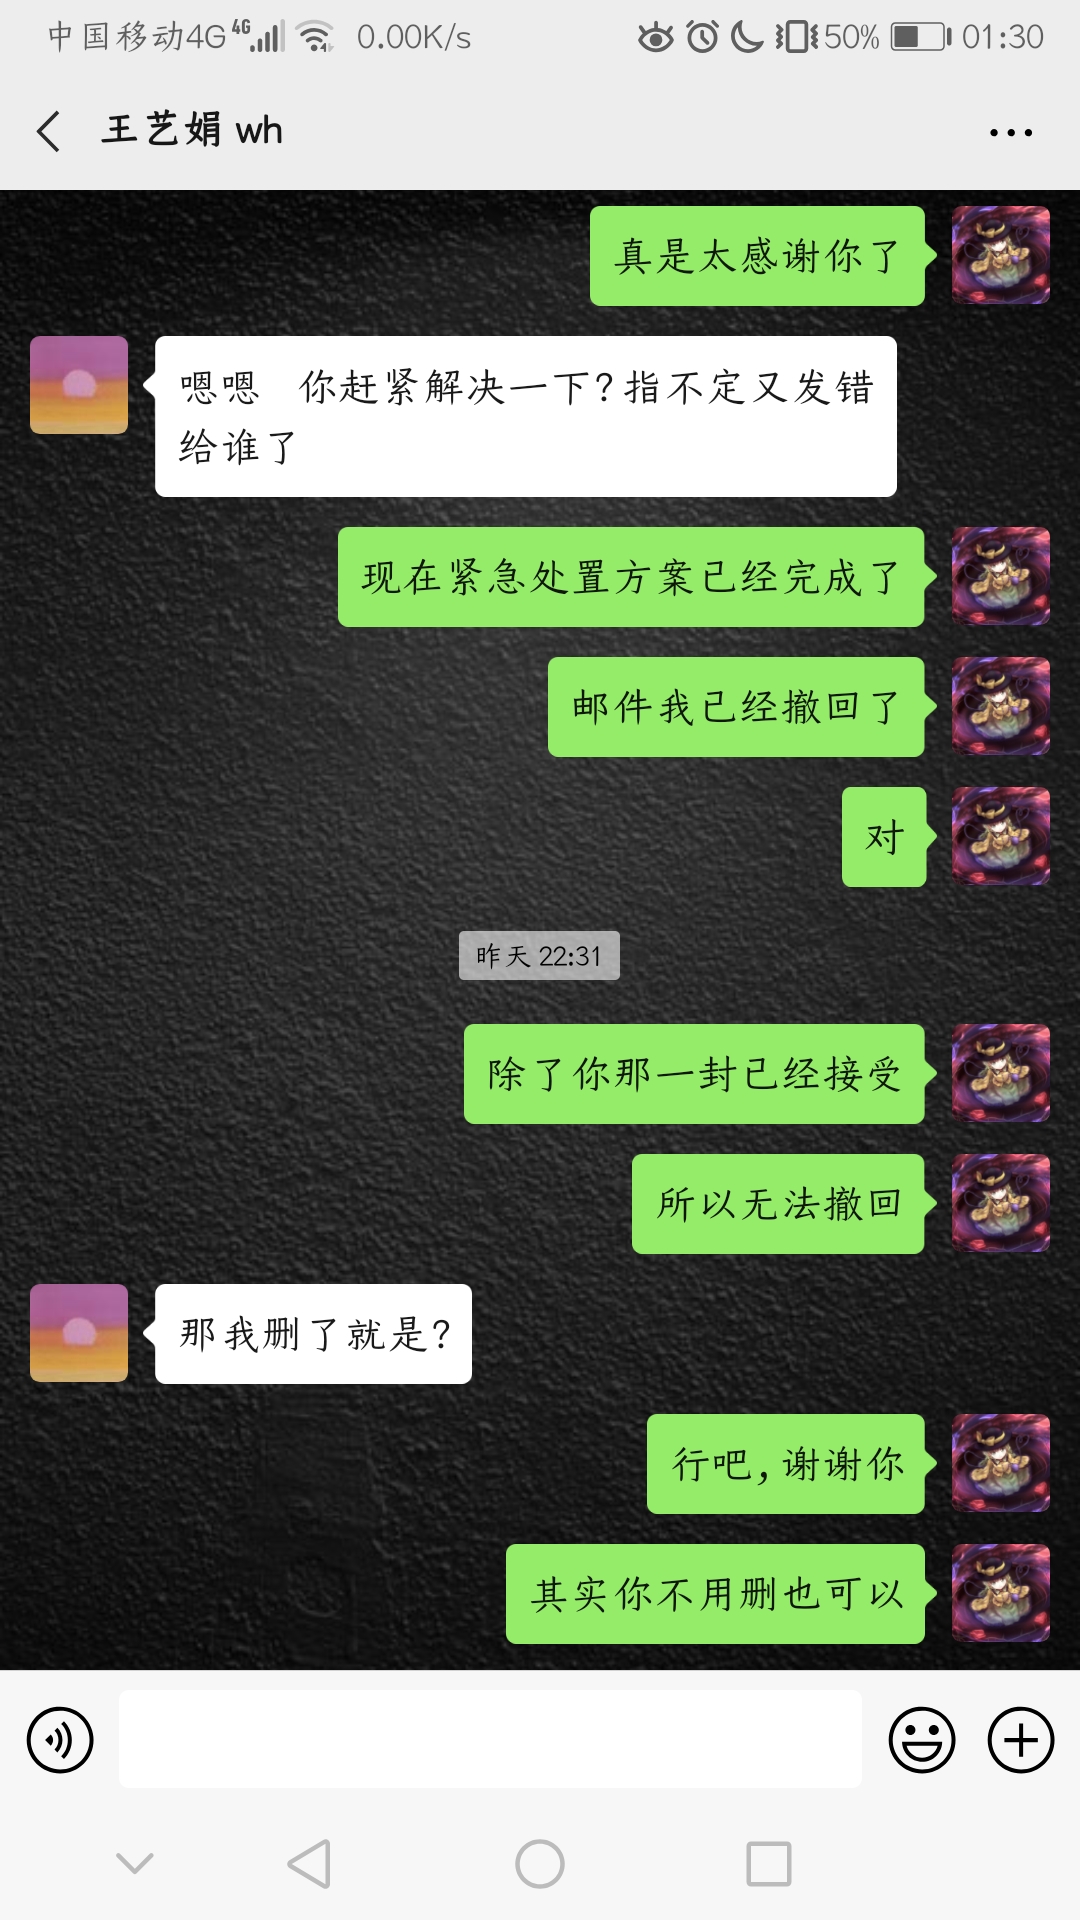 中国移动4G 4G 0.00K/s 50% 01:30
王艺娟 wh
真是太感谢你了
嗯嗯 你赶紧解决一下?指不定又发错
给谁了
现在紧急处置方案已经完成了
邮件我已经撤回了
对
昨天 22:31
除了你那一封已经接受
所以无法撤回
那我删了就是?
行吧,谢谢你
其实你不用删也可以